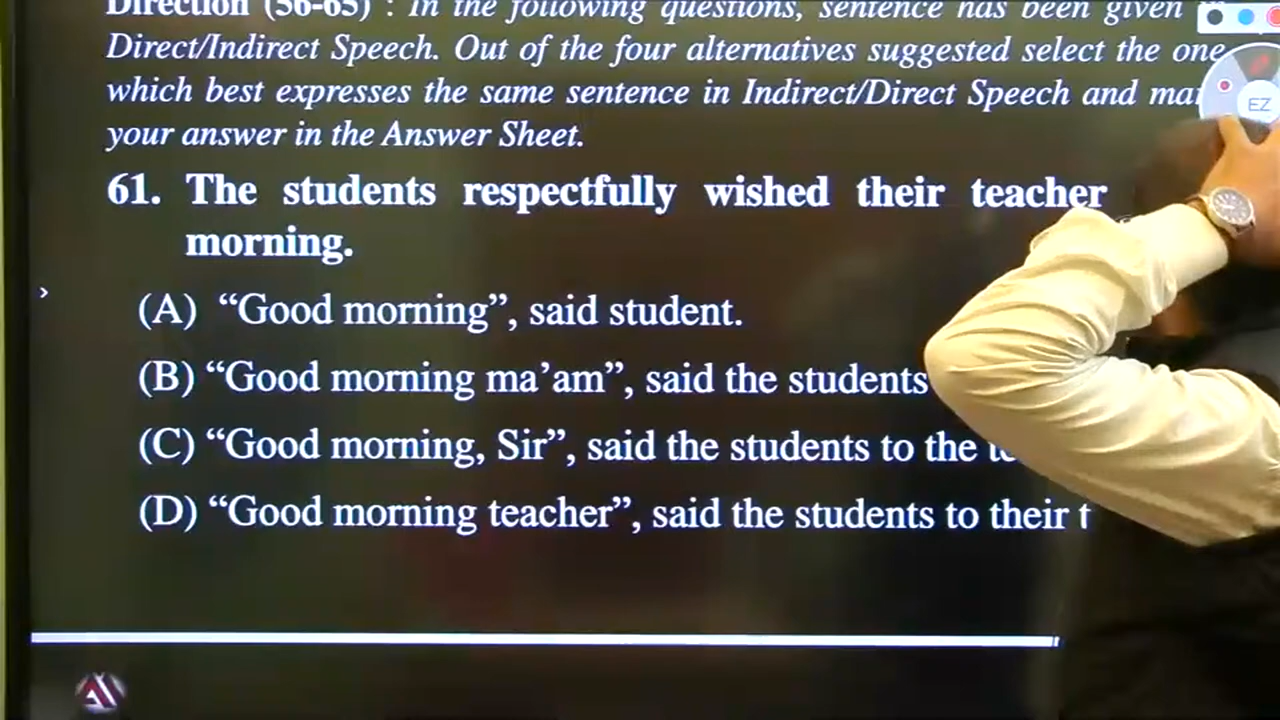 Direction (56-65) : In the following questions, sentence has been given
Direct/Indirect Speech. Out of the four alternatives suggested select the one
which best expresses the same sentence in Indirect/Direct Speech and mar
your answer in the Answer Sheet.
61. The students respectfully wished their teacher
morning.
(A) “Good morning”, said student.
(B) “Good morning ma’am”, said the students
(C) “Good morning, Sir”, said the students to the
(D) “Good morning teacher”, said the students to their t
EZ